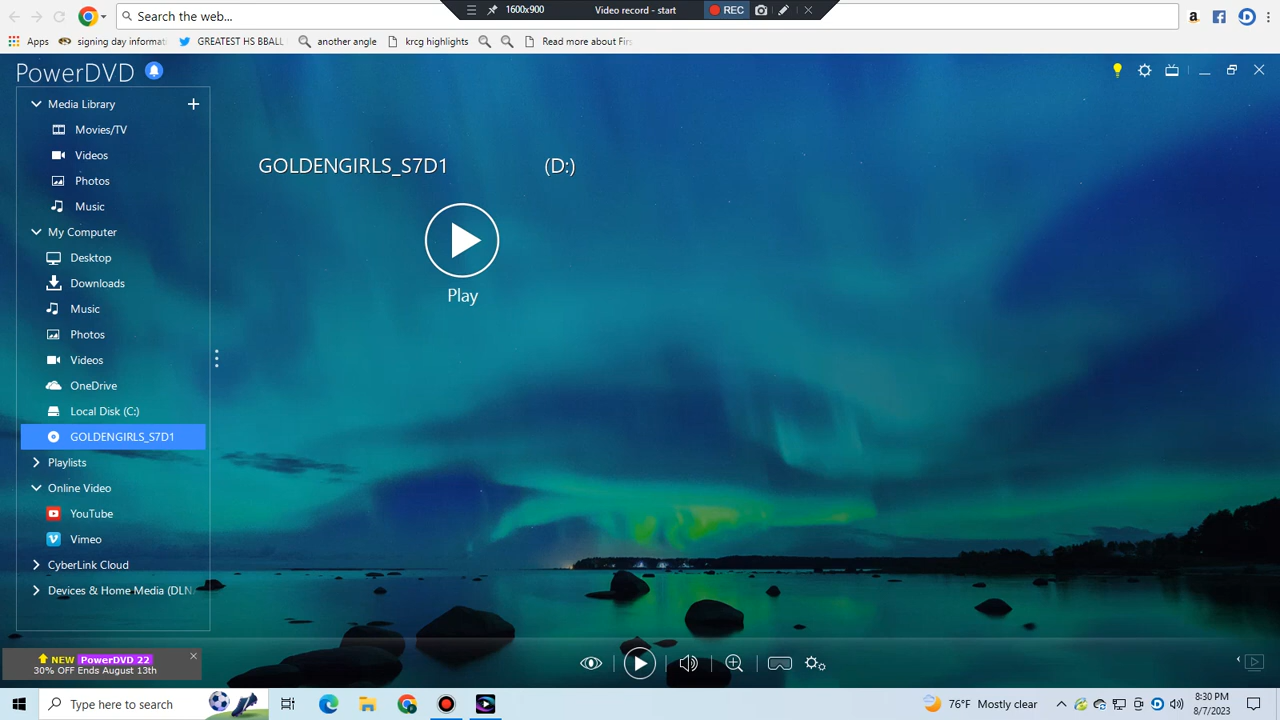 Search the web...
1600x900
Video record - start
REC
Apps
signing day informati
GREATEST HS BBALL
another angle
krcg highlights
Read more about Firs
PowerDVD
Media Library
Movies/TV
Videos
Photos
Music
My Computer
Desktop
Downloads
Music
Photos
Videos
OneDrive
Local Disk (C:)
GOLDENGIRLS_S7D1
Playlists
Online Video
YouTube
Vimeo
CyberLink Cloud
Devices & Home Media (DLN
GOLDENGIRLS_S7D1 (D:)
Play
NEW PowerDVD 22
30% OFF Ends August 13th
Type here to search
76°F Mostly clear
8:30 PM
8/7/2023